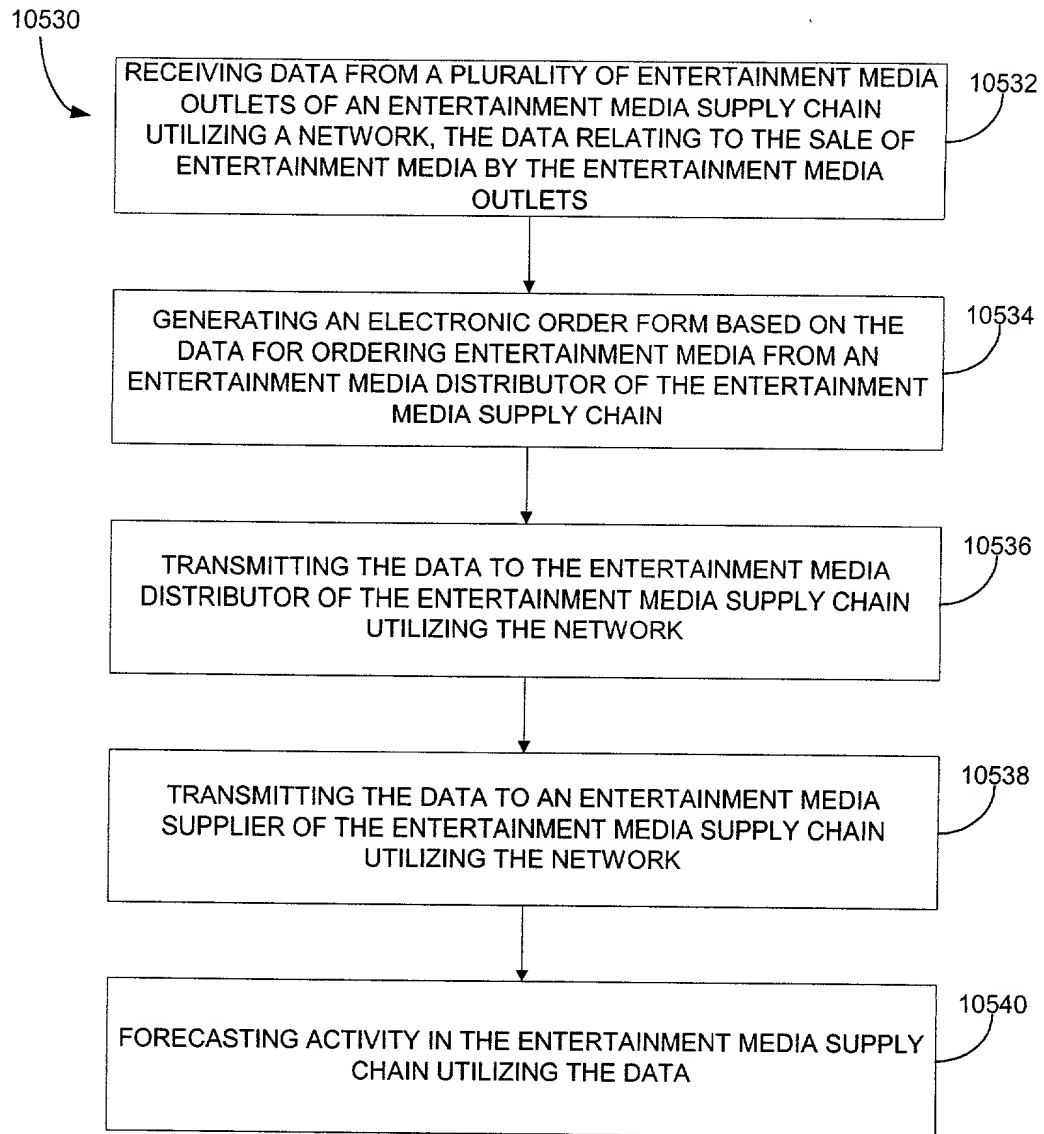 10530
RECEIVING DATA FROM A PLURALITY OF ENTERTAINMENT MEDIA
OUTLETS OF AN ENTERTAINMENT MEDIA SUPPLY CHAIN
UTILIZING A NETWORK, THE DATA RELATING TO THE SALE OF
ENTERTAINMENT MEDIA BY THE ENTERTAINMENT MEDIA
OUTLETS
10532
GENERATING AN ELECTRONIC ORDER FORM BASED ON THE
DATA FOR ORDERING ENTERTAINMENT MEDIA FROM AN
ENTERTAINMENT MEDIA DISTRIBUTOR OF THE ENTERTAINMENT
MEDIA SUPPLY CHAIN
10534
TRANSMITTING THE DATA TO THE ENTERTAINMENT MEDIA
DISTRIBUTOR OF THE ENTERTAINMENT MEDIA SUPPLY CHAIN
UTILIZING THE NETWORK
10536
TRANSMITTING THE DATA TO AN ENTERTAINMENT MEDIA
SUPPLIER OF THE ENTERTAINMENT MEDIA SUPPLY CHAIN
UTILIZING THE NETWORK
10538
FORECASTING ACTIVITY IN THE ENTERTAINMENT MEDIA SUPPLY
CHAIN UTILIZING THE DATA
10540